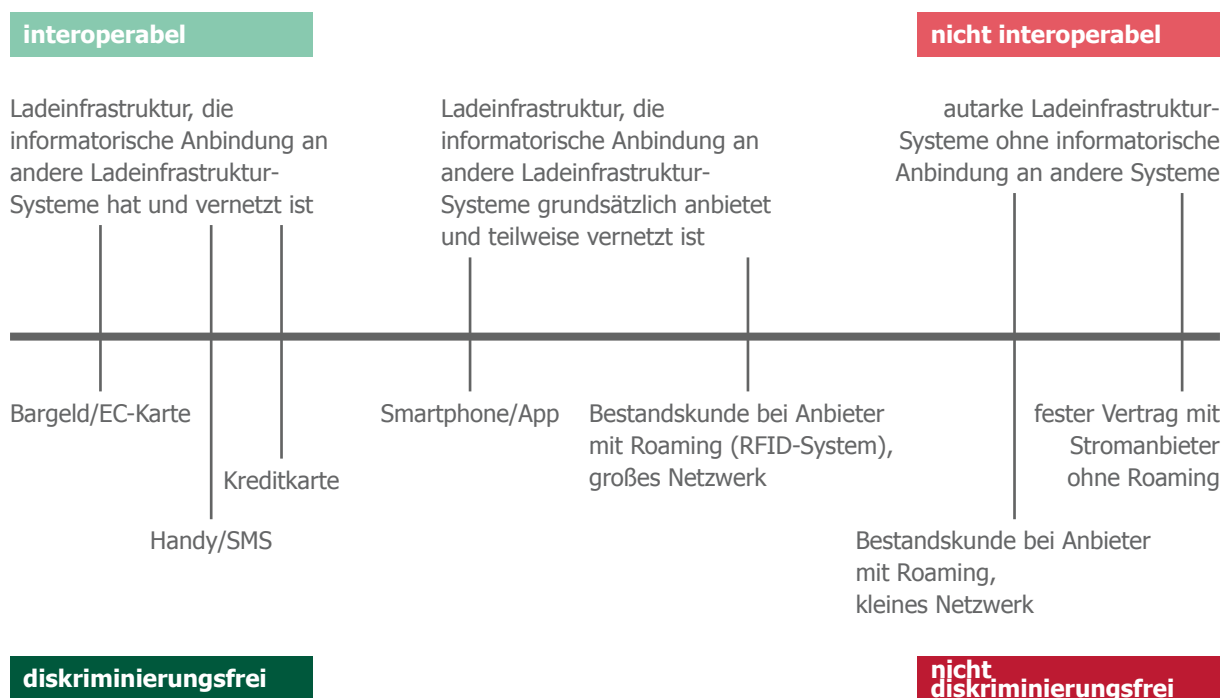 interoperabel
nicht interoperabel
Ladeinfrastruktur, die
informatorische Anbindung an
andere Ladeinfrastruktur-
Systeme hat und vernetzt ist
Ladeinfrastruktur, die
informatorische Anbindung an
andere Ladeinfrastruktur-
Systeme grundsätzlich anbietet
und teilweise vernetzt ist
autarke Ladeinfrastruktur-
Systeme ohne informatorische
Anbindung an andere Systeme
Bargeld/EC-Karte
Handy/SMS
Kreditkarte
Smartphone/App
Bestandskunde bei Anbieter
mit Roaming (RFID-System),
großes Netzwerk
Bestandskunde bei Anbieter
mit Roaming,
kleines Netzwerk
fester Vertrag mit
Stromanbieter
ohne Roaming
diskriminierungsfrei
nicht
diskriminierungsfrei